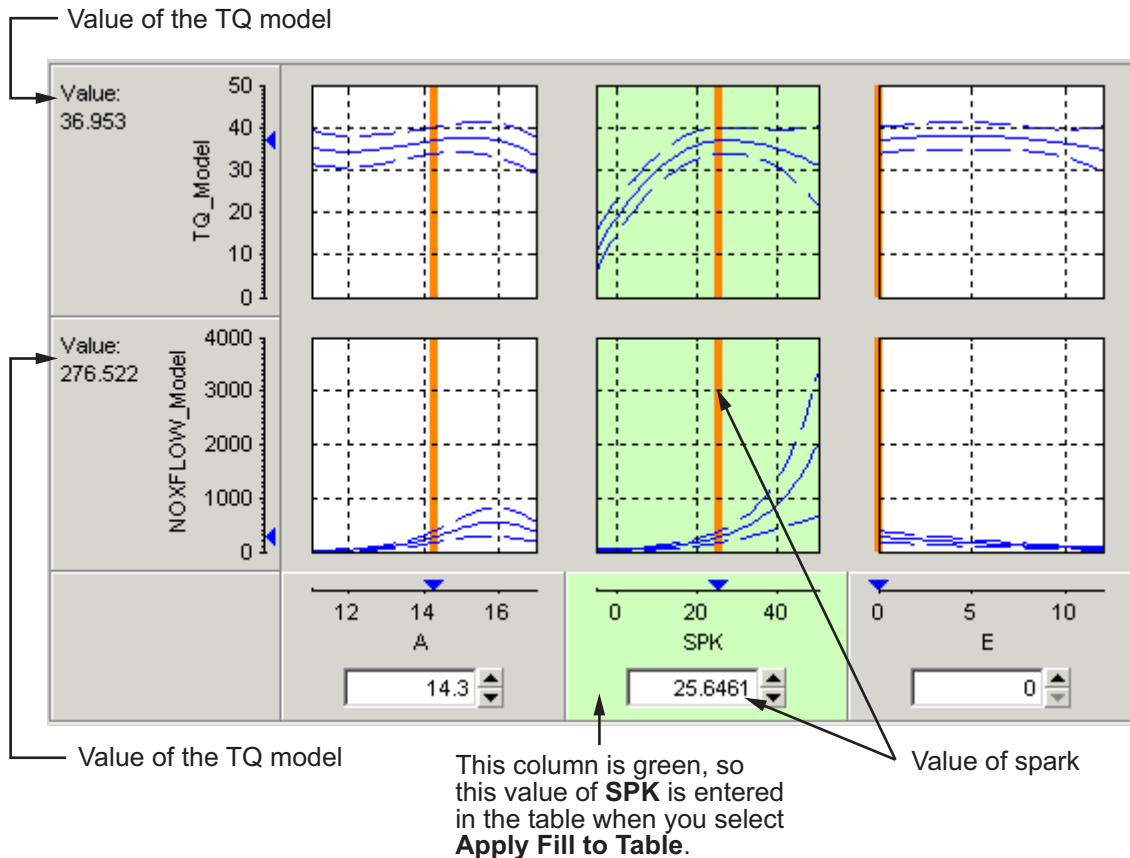 Value of the TQ model
Value:
36.953
TQ_Model
50
40
30
20
10
0
Value:
276.522
NOXFLOW_Model
4000
3000
2000
1000
0
12 14 16
A
14.3
0 20 40
SPK
25.6461
0 5 10
E
0
Value of the TQ model
This column is green, so
this value of SPK is entered
in the table when you select
Apply Fill to Table.
Value of spark